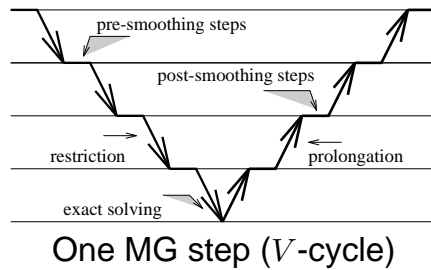 pre-smoothing steps
post-smoothing steps
restriction
prolongation
exact solving
One MG step (V-cycle)